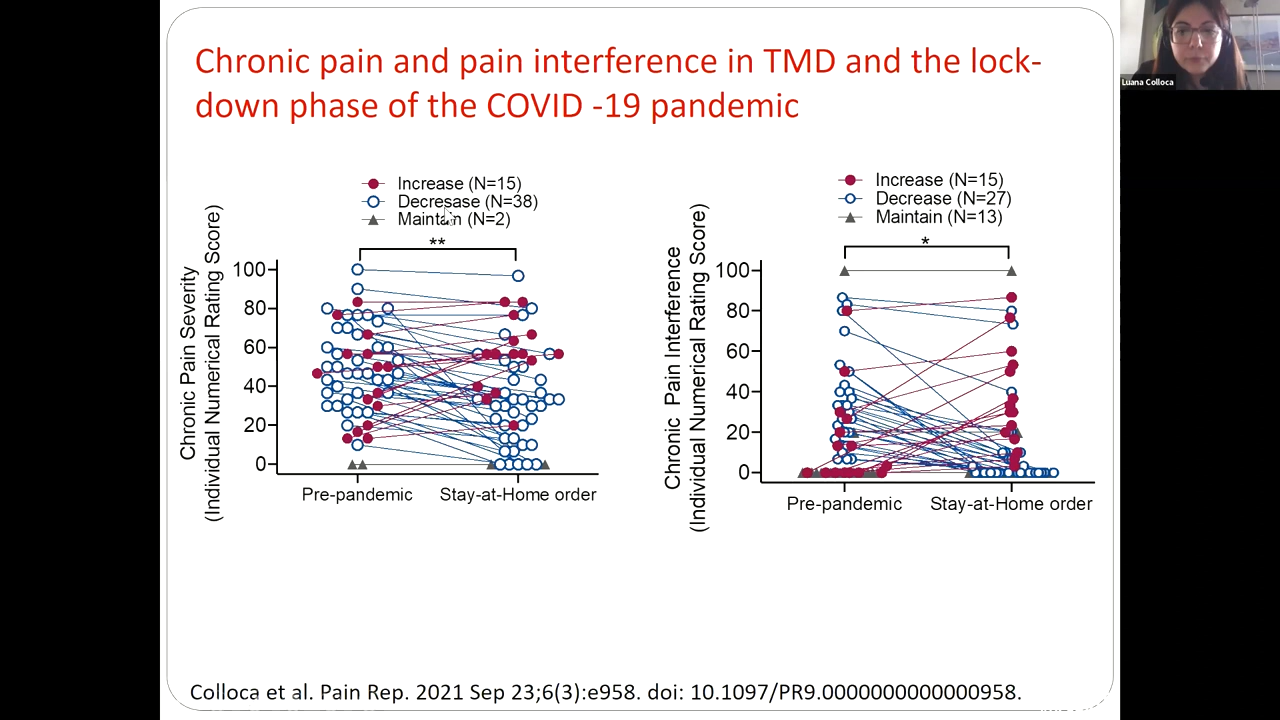 Chronic pain and pain interference in TMD and the lock-
down phase of the COVID -19 pandemic
Luana Colloca
Increase (N=15)
Decresase (N=38)
Maintain (N=2)
**
Chronic Pain Severity
(Individual Numerical Rating Score)
100
80
60
40
20
0
Pre-pandemic
Stay-at-Home order
Increase (N=15)
Decrease (N=27)
Maintain (N=13)
*
Chronic Pain Interference
(Individual Numerical Rating Score)
100
80
60
40
20
0
Pre-pandemic
Stay-at-Home order
Colloca et al. Pain Rep. 2021 Sep 23;6(3):e958. doi: 10.1097/PR9.0000000000000958.